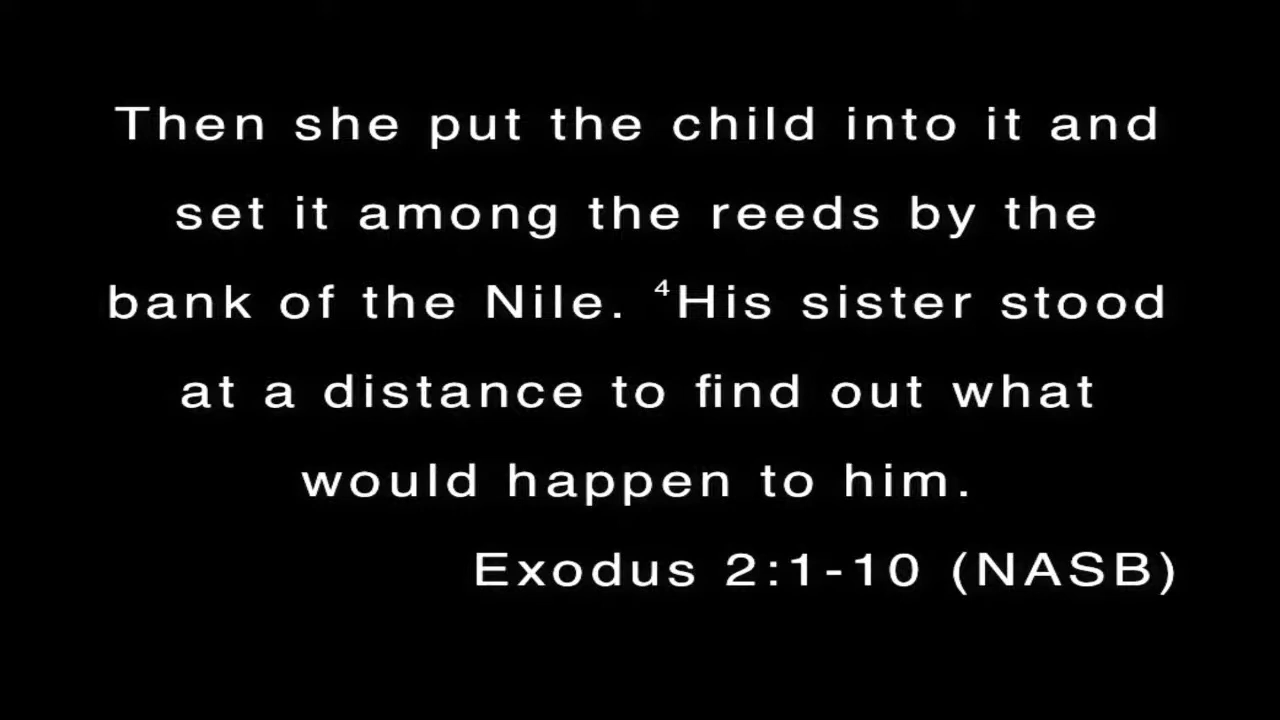 Then she put the child into it and
set it among the reeds by the
bank of the Nile. ⁴His sister stood
at a distance to find out what
would happen to him.
Exodus 2:1-10 (NASB)